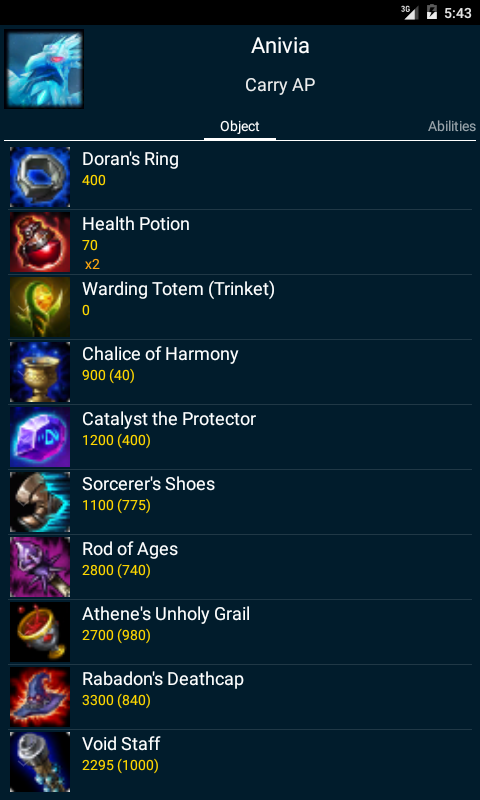 3G
5:43
Anivia
Carry AP
Object
Abilities
Doran's Ring
400
Health Potion
70
x2
Warding Totem (Trinket)
0
Chalice of Harmony
900 (40)
Catalyst the Protector
1200 (400)
Sorcerer's Shoes
1100 (775)
Rod of Ages
2800 (740)
Athene's Unholy Grail
2700 (980)
Rabadon's Deathcap
3300 (840)
Void Staff
2295 (1000)